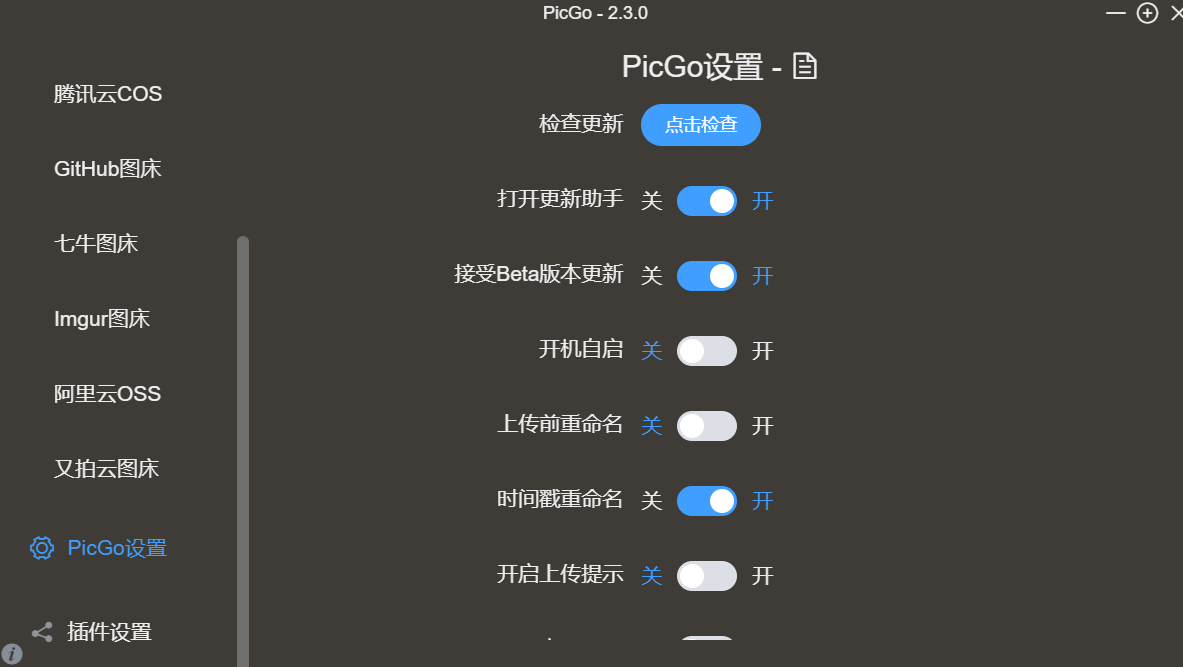 PicGo - 2.3.0
腾讯云COS
GitHub图床
七牛图床
Imgur图床
阿里云OSS
又拍云图床
PicGo设置
插件设置
PicGo设置 -
检查更新 点击检查
打开更新助手 关 开
接受Beta版本更新 关 开
开机自启 关 开
上传前重命名 关 开
时间戳重命名 关 开
开启上传提示 关 开